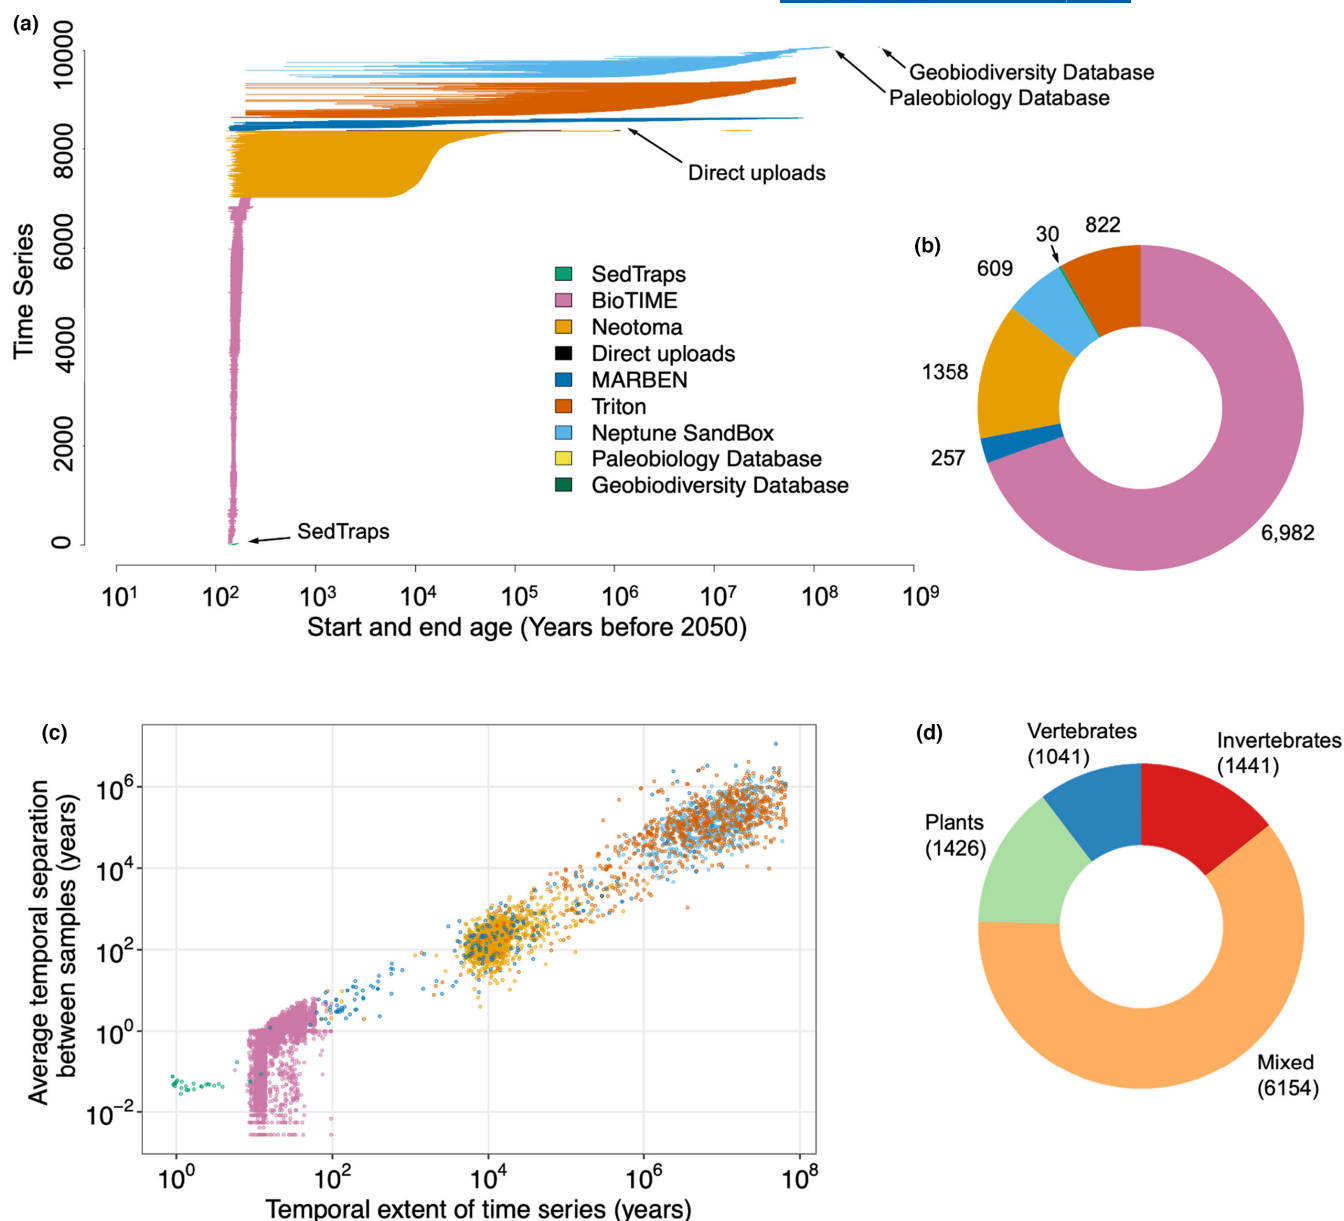 (a)
Time Series
10000
8000
6000
4000
2000
0
Geobiodiversity Database
Paleobiology Database
Direct uploads
SedTraps
BioTIME
Neotoma
Direct uploads
MARBEN
Triton
Neptune SandBox
Paleobiology Database
Geobiodiversity Database
SedTraps
10¹ 10² 10³ 10⁴ 10⁵ 10⁶ 10⁷ 10⁸ 10⁹
Start and end age (Years before 2050)
(b)
30
822
609
1358
257
6,982
(c)
Average temporal separation
between samples (years)
10⁶
10⁴
10²
10⁰
10⁻²
10⁰ 10² 10⁴ 10⁶ 10⁸
Temporal extent of time series (years)
(d)
Vertebrates
(1041)
Invertebrates
(1441)
Plants
(1426)
Mixed
(6154)